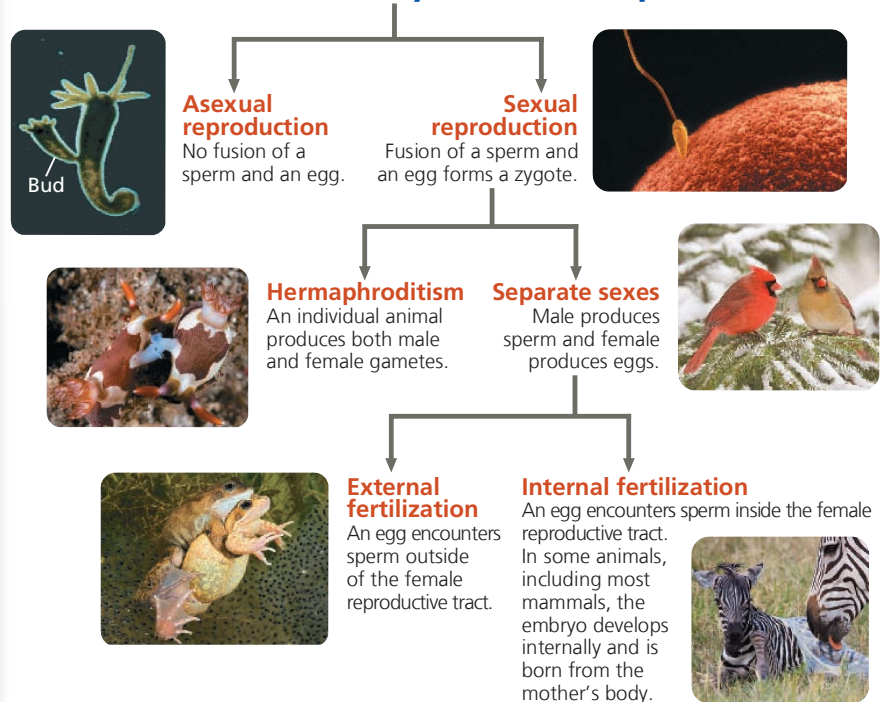 Asexual
reproduction
No fusion of a
sperm and an egg.
Sexual
reproduction
Fusion of a sperm and
an egg forms a zygote.
Bud
Hermaphroditism
An individual animal
produces both male
and female gametes.
Separate sexes
Male produces
sperm and female
produces eggs.
External
fertilization
An egg encounters
sperm outside
of the female
reproductive tract.
Internal fertilization
An egg encounters sperm inside the female
reproductive tract.
In some animals,
including most
mammals, the
embryo develops
internally and is
born from the
mother’s body.